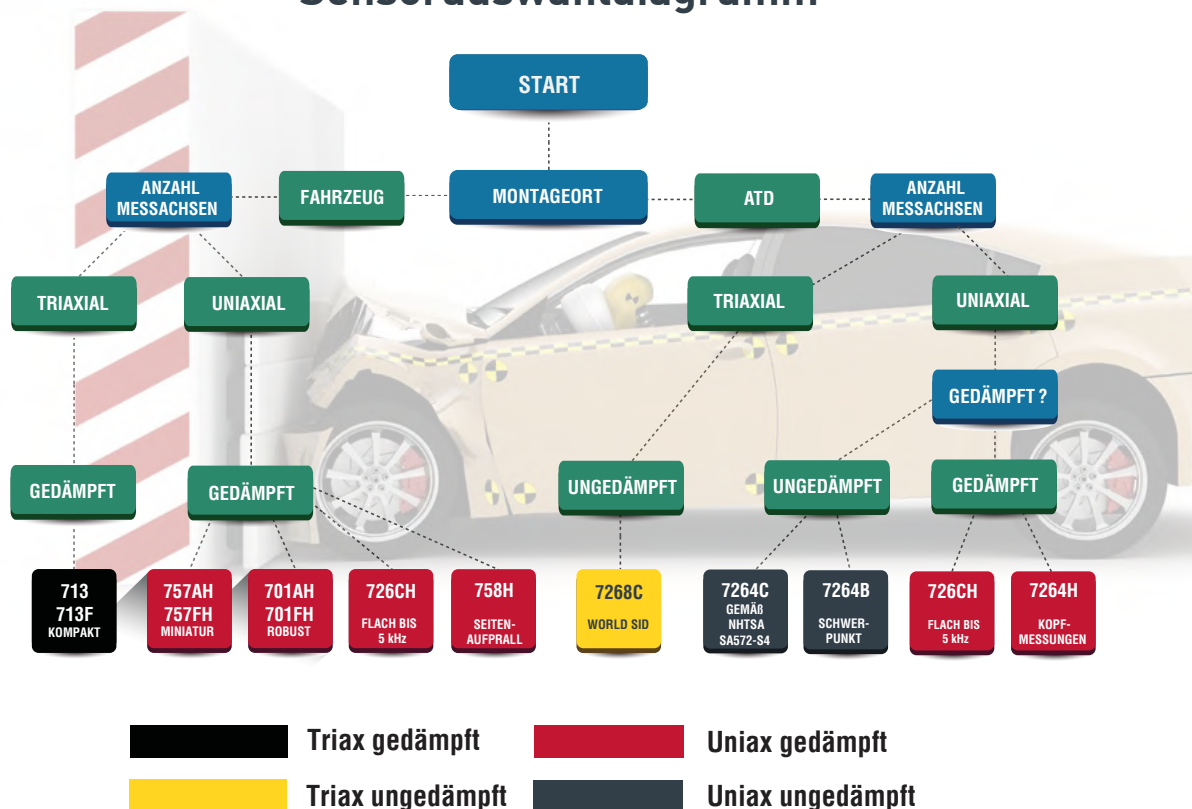 Sensorauswahldiagramm
START
ANZAHL
MESSACHSEN
FAHRZEUG
MONTAGEORT
ATD
ANZAHL
MESSACHSEN
TRIAXIAL
UNIAXIAL
TRIAXIAL
UNIAXIAL
GEDÄMPFT ?
GEDÄMPFT
GEDÄMPFT
UNGEDÄMPFT
UNGEDÄMPFT
GEDÄMPFT
713
713F
KOMPAKT
757AH
757FH
MINIATUR
701AH
701FH
ROBUST
726CH
FLACH BIS
5 kHz
758H
SEITEN-
AUFPRALL
7268C
WORLD SID
7264C
GEMÄß
NHTSA
SA572-S4
7264B
SCHWER-
PUNKT
726CH
FLACH BIS
5 kHz
7264H
KOPF-
MESSUNGEN
Triax gedämpft
Uniax gedämpft
Triax ungedämpft
Uniax ungedämpft